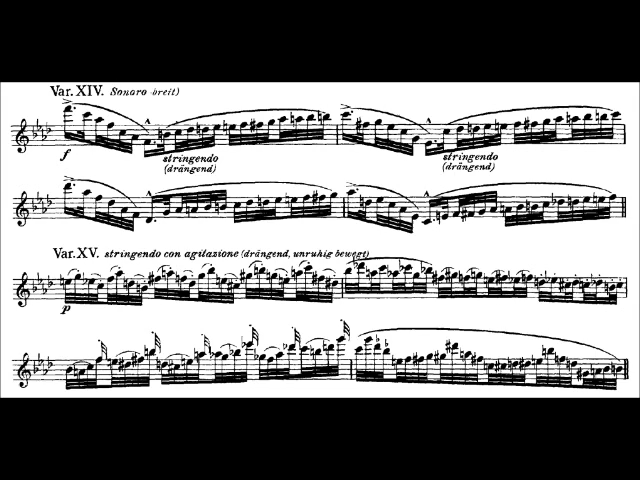 Var. XIV. Sonoro (breit)
f
stringendo stringendo
(drängend) (drängend)
Var. XV. stringendo con agitazione (drängend, unruhig bewegt)
p